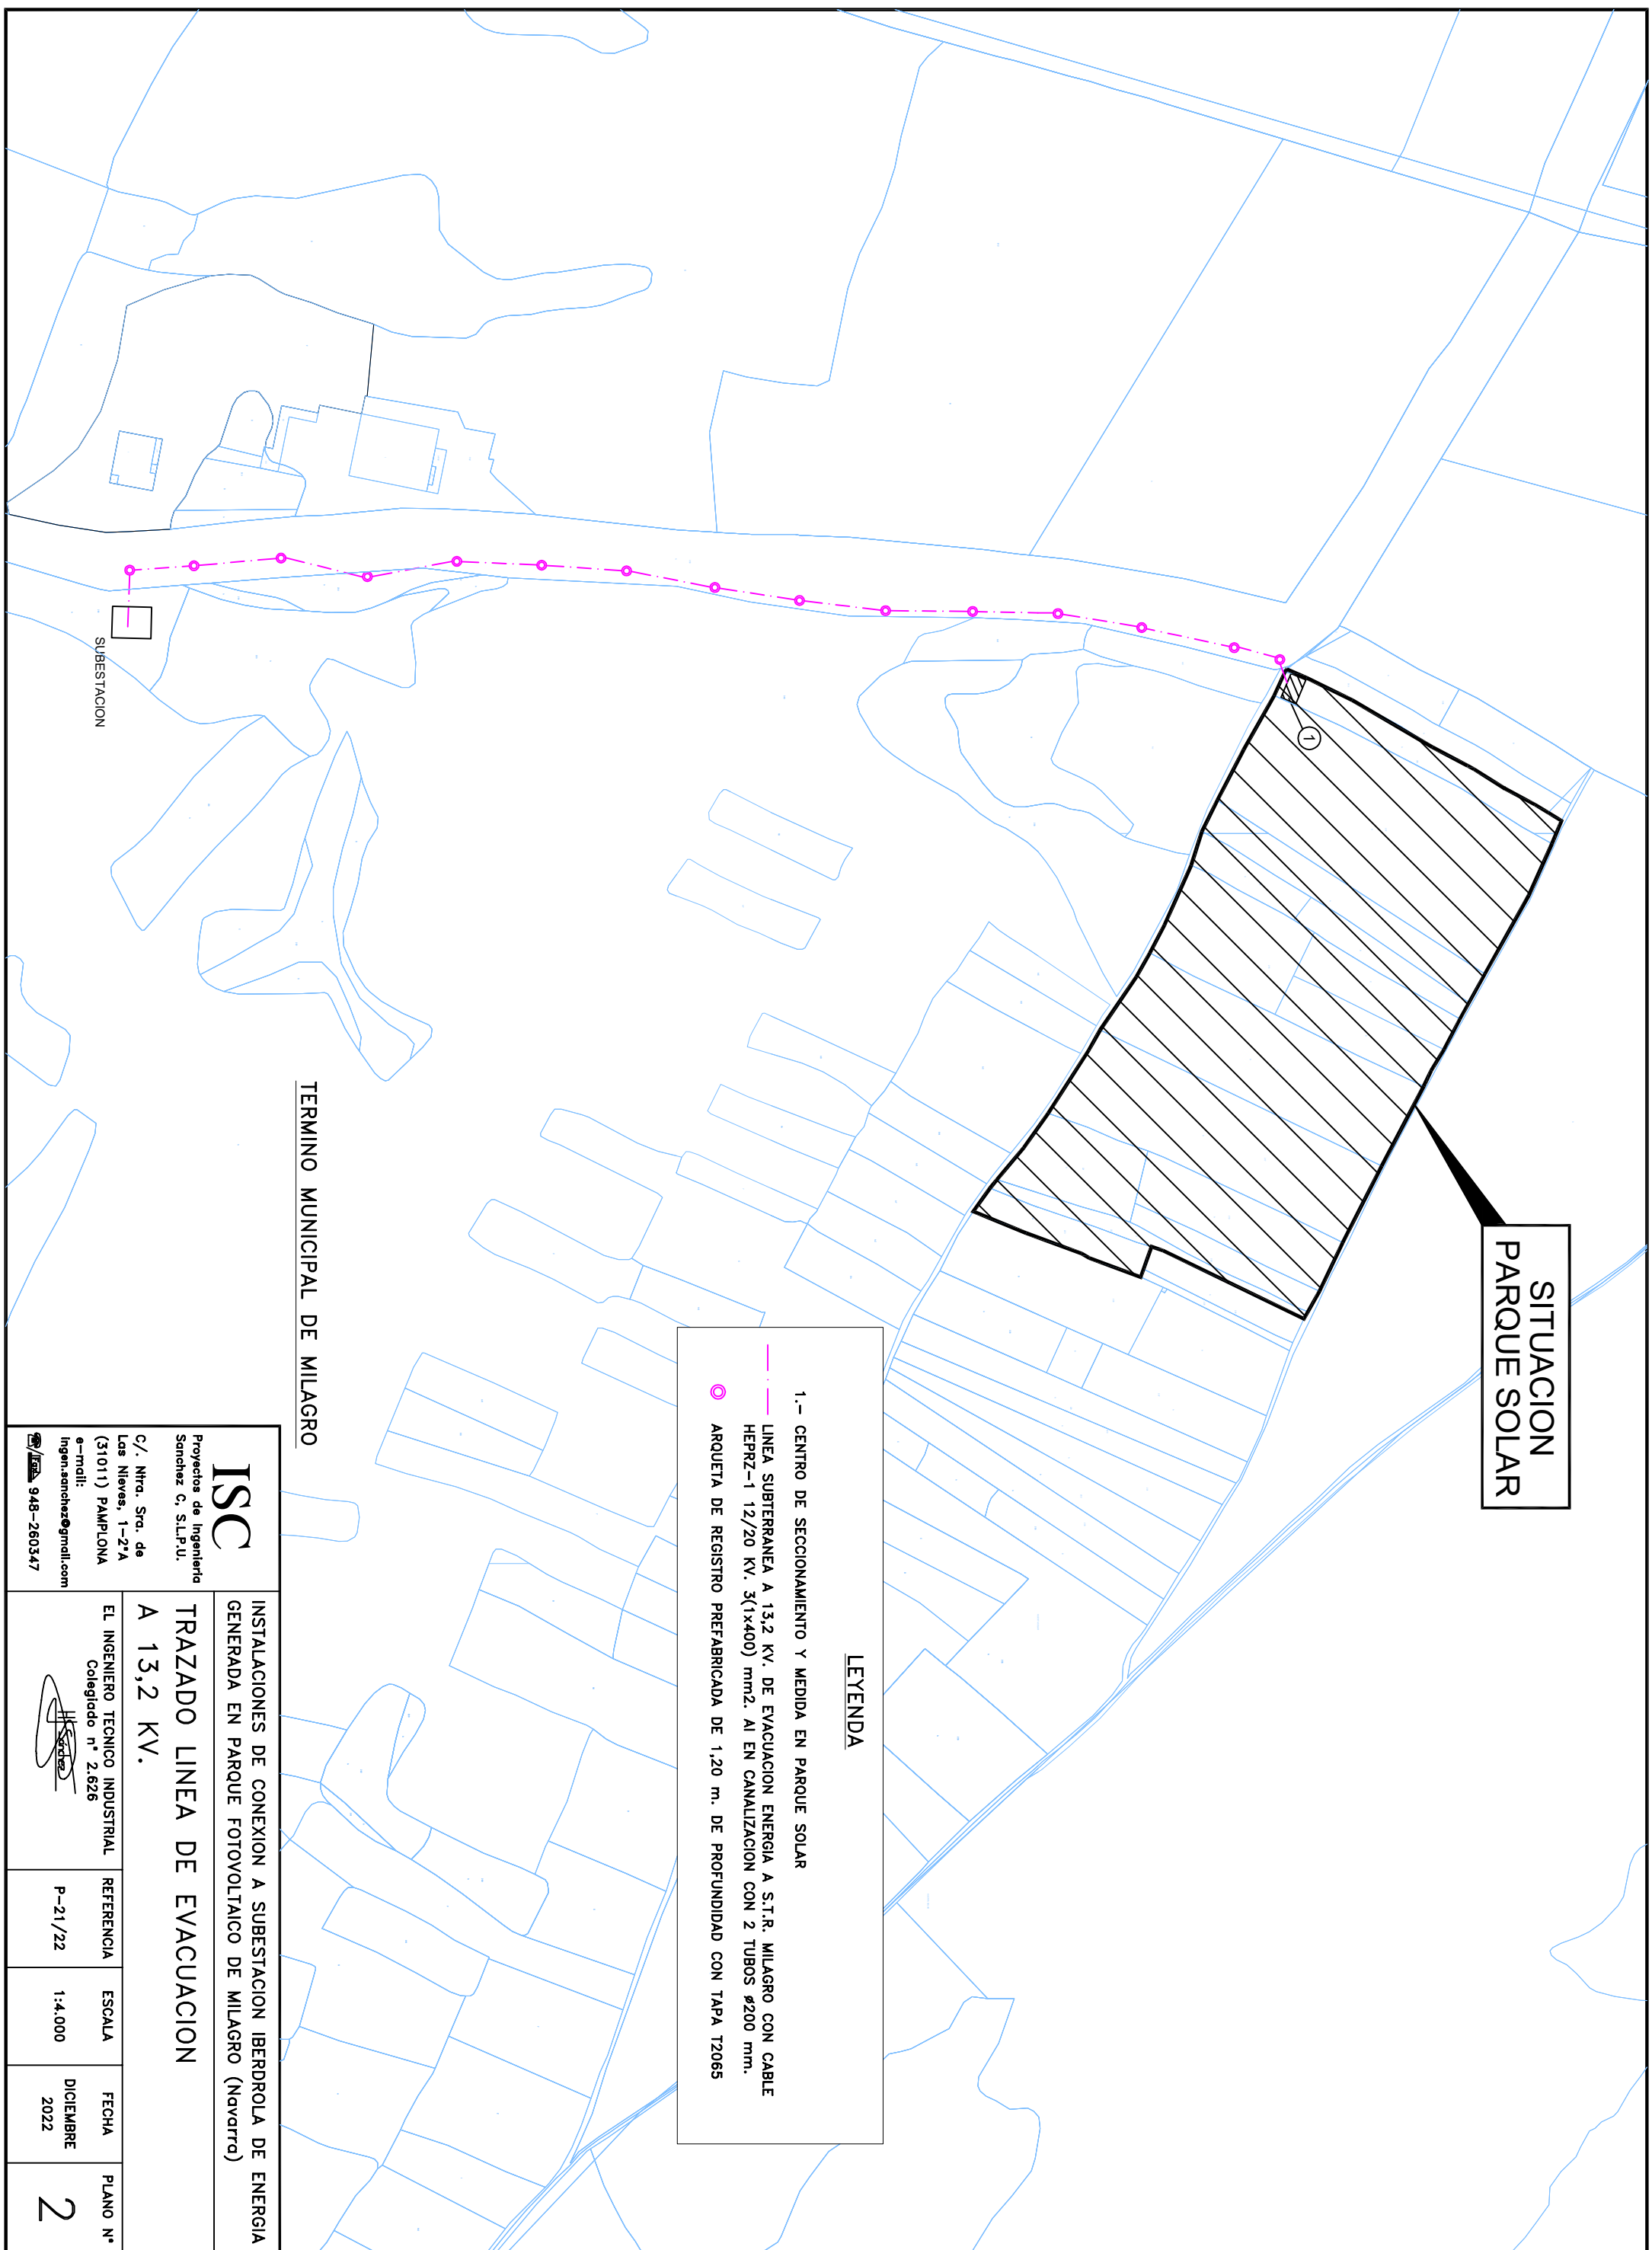 SITUACION
PARQUE SOLAR
1
SUBESTACION
TERMINO MUNICIPAL DE MILAGRO
LEYENDA
1.- CENTRO DE SECCIONAMIENTO Y MEDIDA EN PARQUE SOLAR
LINEA SUBTERRANEA A 13,2 KV. DE EVACUACION ENERGIA A S.T.R. MILAGRO CON CABLE
HEPRZ-1 12/20 KV. 3(1x400) mm2. Al EN CANALIZACION CON 2 TUBOS ø200 mm.
ARQUETA DE REGISTRO PREFABRICADA DE 1,20 m. DE PROFUNDIDAD CON TAPA T2065
ISC
Proyectos de Ingeniería
Sanchez C, S.L.P.U.
C/. Ntra. Sra. de
Las Nieves, 1-2ºA
(31011) PAMPLONA
e-mail:
ingen.sanchez@gmail.com
/Fax 948-260347
INSTALACIONES DE CONEXION A SUBESTACION IBERDROLA DE ENERGIA
GENERADA EN PARQUE FOTOVOLTAICO DE MILAGRO (Navarra)
TRAZADO LINEA DE EVACUACION
A 13,2 KV.
EL INGENIERO TECNICO INDUSTRIAL
Colegiado nº 2.626
REFERENCIA
P-21/22
ESCALA
1:4.000
FECHA
DICIEMBRE
2022
PLANO Nº
2